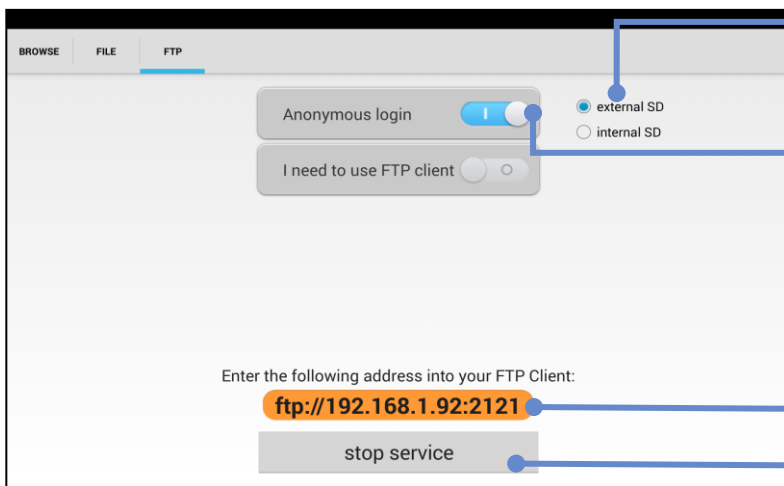 BROWSE FILE FTP
Anonymous login
external SD
internal SD
I need to use FTP client
Enter the following address into your FTP Client:
ftp://192.168.1.92:2121
stop service